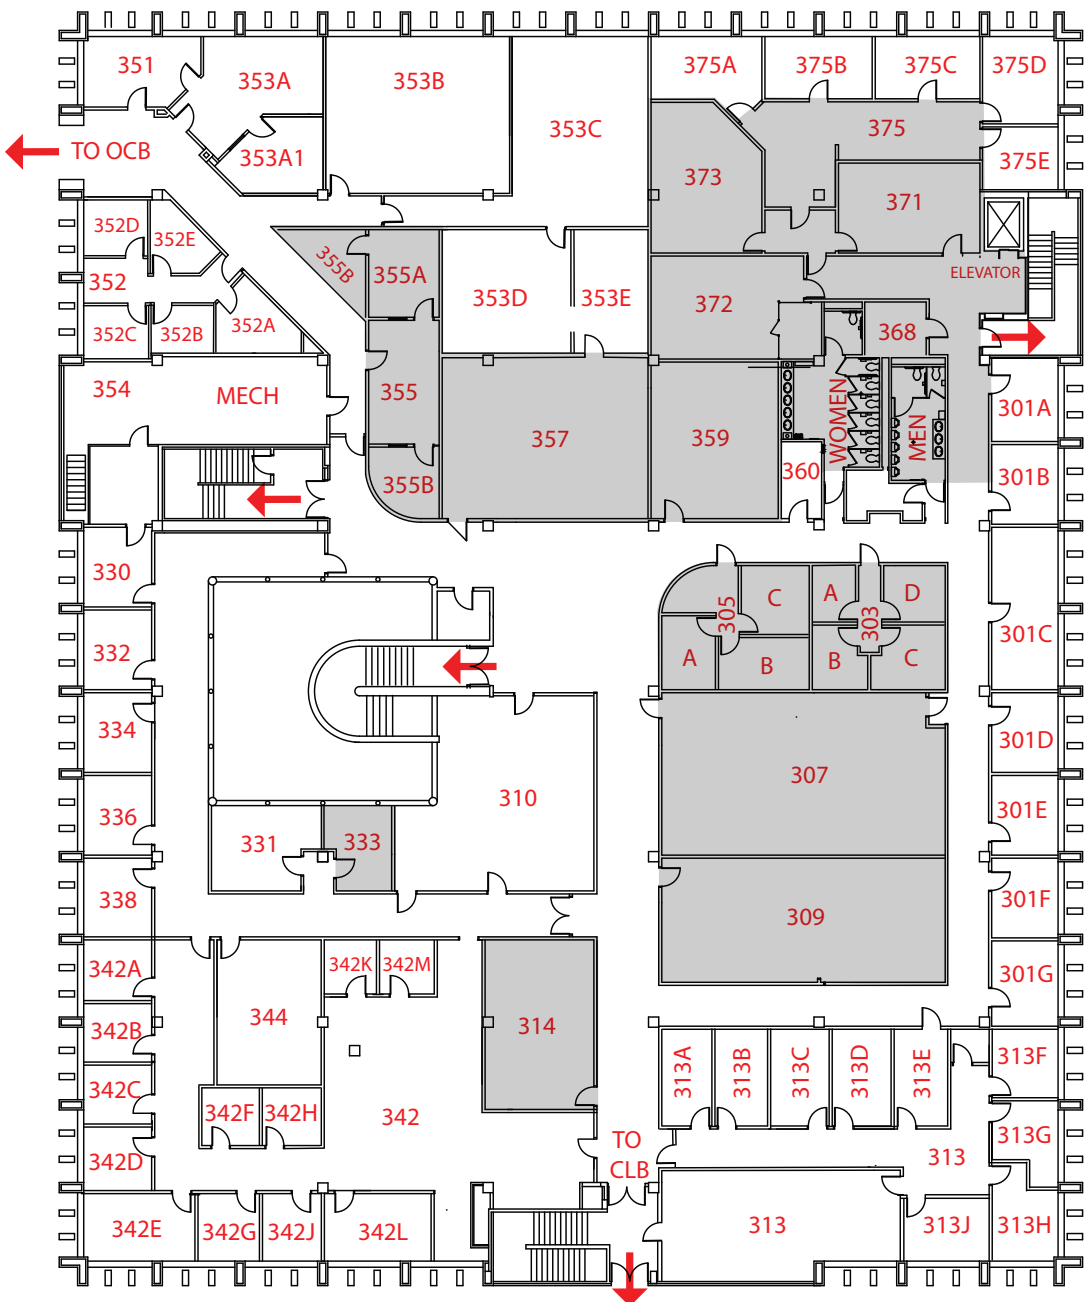 351
353A
353B
353C
375A
375B
375C
375D
375
TO OCB
353A1
375E
373
371
352D
352E
355B
355A
353D
353E
372
ELEVATOR
352
352C
352B
352A
368
354
MECH
355
357
359
WOMEN
MEN
301A
360
301B
355B
330
305
C
A
303
D
332
A
B
B
C
301C
334
301D
307
310
336
331
333
301E
338
309
301F
342A
342K
342M
301G
344
314
342B
313A
313B
313C
313D
313E
313F
342C
342F
342H
342
TO
CLB
313
313G
342D
342E
342G
342J
342L
313
313J
313H